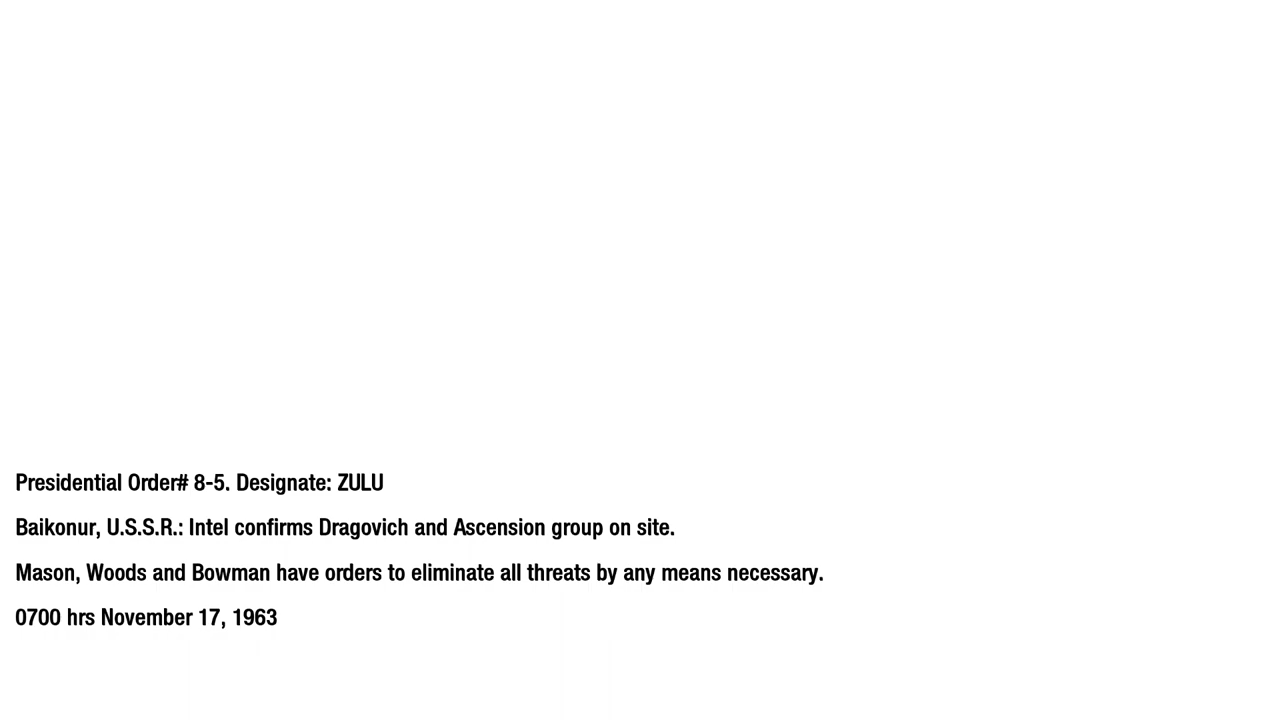 Presidential Order# 8-5. Designate: ZULU
Baikonur, U.S.S.R.: Intel confirms Dragovich and Ascension group on site.
Mason, Woods and Bowman have orders to eliminate all threats by any means necessary.
0700 hrs November 17, 1963